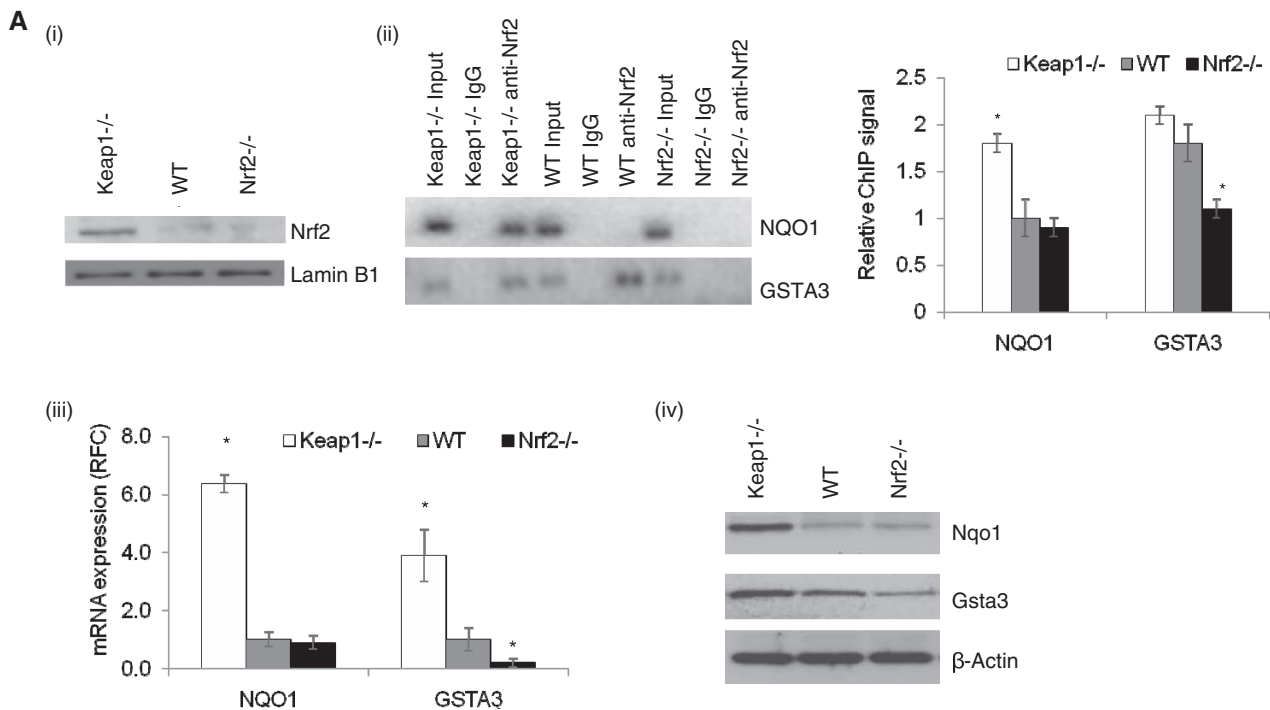 A
(i)
Keap1-/-
WT
Nrf2-/-
Nrf2
Lamin B1
(ii)
Keap1-/- Input
Keap1-/- IgG
Keap1-/- anti-Nrf2
WT Input
WT IgG
WT anti-Nrf2
Nrf2-/- Input
Nrf2-/- IgG
Nrf2-/- anti-Nrf2
NQO1
GSTA3
Relative ChIP signal
2.5
2
1.5
1
0.5
0
Keap1-/- WT Nrf2-/-
*
*
NQO1 GSTA3
(iii)
mRNA expression (RFC)
8.0
6.0
4.0
2.0
0.0
Keap1-/- WT Nrf2-/-
*
*
*
NQO1 GSTA3
(iv)
Keap1-/-
WT
Nrf2-/-
Nqo1
Gsta3
β-Actin